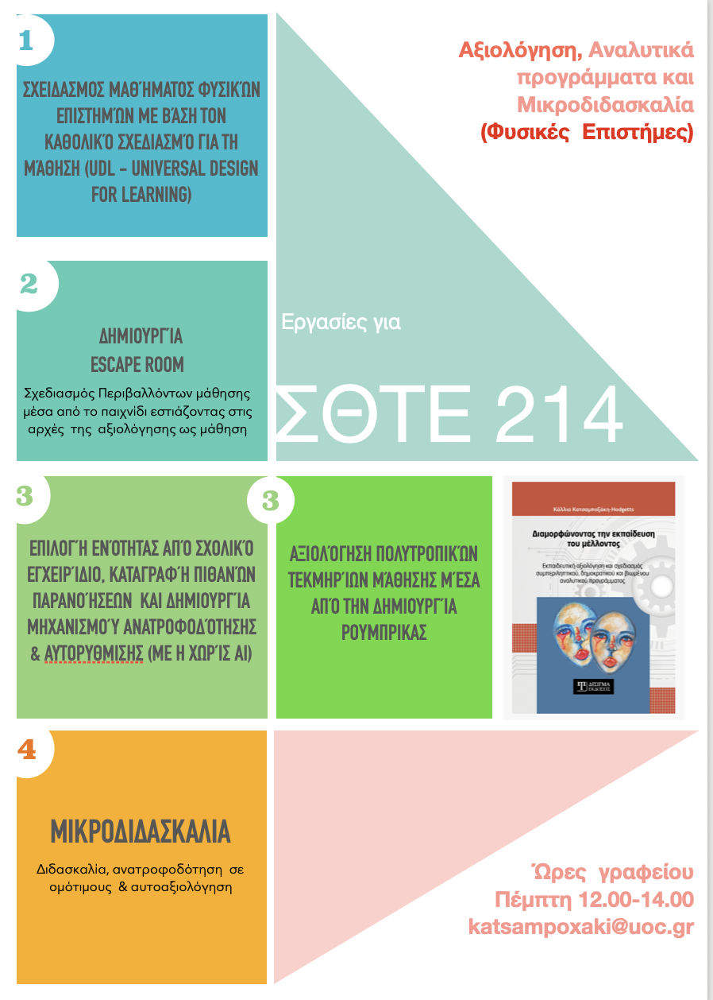 1
ΣΧΕΙΔΑΣΜΟΣ ΜΑΘΉΜΑΤΟΣ ΦΥΣΙΚΏΝ
ΕΠΙΣΤΗΜΏΝ ΜΕ ΒΆΣΗ ΤΟΝ
ΚΑΘΟΛΙΚΌ ΣΧΕΔΙΑΣΜΌ ΓΙΑ ΤΗ
ΜΆΘΗΣΗ (UDL - UNIVERSAL DESIGN
FOR LEARNING)
Αξιολόγηση, Αναλυτικά
προγράμματα και
Μικροδιδασκαλία
(Φυσικές Επιστήμες)
2
ΔΗΜΙΟΥΡΓΊΑ
ESCAPE ROOM
Σχεδιασμός Περιβαλλόντων μάθησης
μέσα από το παιχνίδι εστιάζοντας στις
αρχές της αξιολόγησης ως μάθηση
Εργασίες για
ΣΘΤΕ 214
3
ΕΠΙΛΟΓΉ ΕΝΌΤΗΤΑΣ ΑΠΌ ΣΧΟΛΙΚΌ
ΕΓΧΕΙΡΊΔΙΟ, ΚΑΤΑΓΡΑΦΉ ΠΙΘΑΝΏΝ
ΠΑΡΑΝΟΉΣΕΩΝ ΚΑΙ ΔΗΜΙΟΥΡΓΊΑ
ΜΗΧΑΝΙΣΜΟΎ ΑΝΑΤΡΟΦΟΔΌΤΗΣΗΣ
& ΑΥΤΟΡΥΘΜΙΣΗΣ (ΜΕ Η ΧΩΡΊΣ AI)
3
ΑΞΙΟΛΌΓΗΣΗ ΠΟΛΥΤΡΟΠΙΚΏΝ
ΤΕΚΜΗΡΊΩΝ ΜΆΘΗΣΗΣ ΜΈΣΑ
ΑΠΌ ΤΗΝ ΔΗΜΙΟΥΡΓΊΑ
ΡΟΥΜΠΡΙΚΑΣ
Κάλλια Κατσαμποξάκη-Hodgetts
Διαμορφώνοντας την εκπαίδευση
του μέλλοντος
Εκπαιδευτική αξιολόγηση και σχεδιασμός
συμπεριληπτικού, δημοκρατικού και βιωμένου
αναλυτικού προγράμματος
ΔΙΣΙΓΜΑ
ΕΚΔΟΣΕΙΣ
4
ΜΙΚΡΟΔΙΔΑΣΚΑΛΙΑ
Διδασκαλία, ανατροφοδότηση σε
ομότιμους & αυτοαξιολόγηση
Ώρες γραφείου
Πέμπτη 12.00-14.00
katsampoxaki@uoc.gr